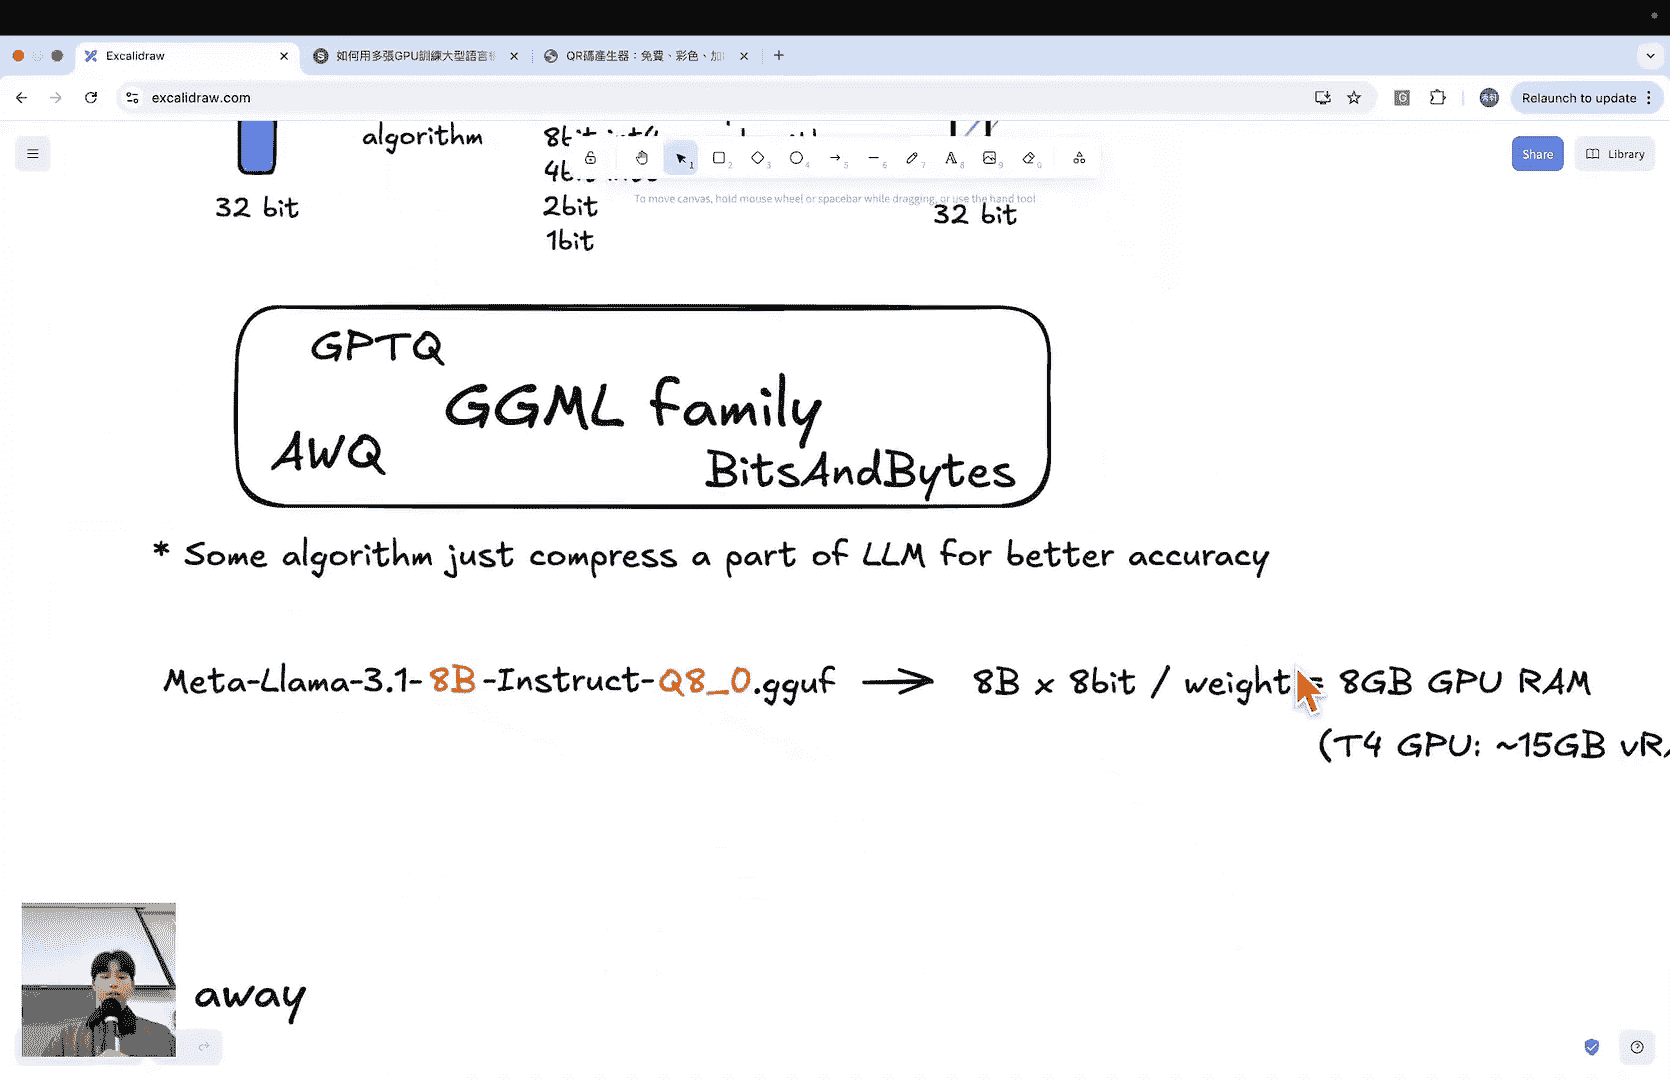 Excalidraw
如何用多張GPU訓練大型語言
QR碼產生器：免費、彩色、加
excalidraw.com
Relaunch to update
algorithm
8bit
32 bit
2bit
1bit
To move canvas, hold mouse wheel or spacebar while dragging, or use the hand tool
32 bit
Share
Library
GPTQ
GGML family
AWQ
BitsAndBytes
* Some algorithm just compress a part of LLM for better accuracy
Meta-Llama-3.1-8B-Instruct-Q8_0.gguf → 8B x 8bit / weight = 8GB GPU RAM
(T4 GPU: ~15GB vRA
away